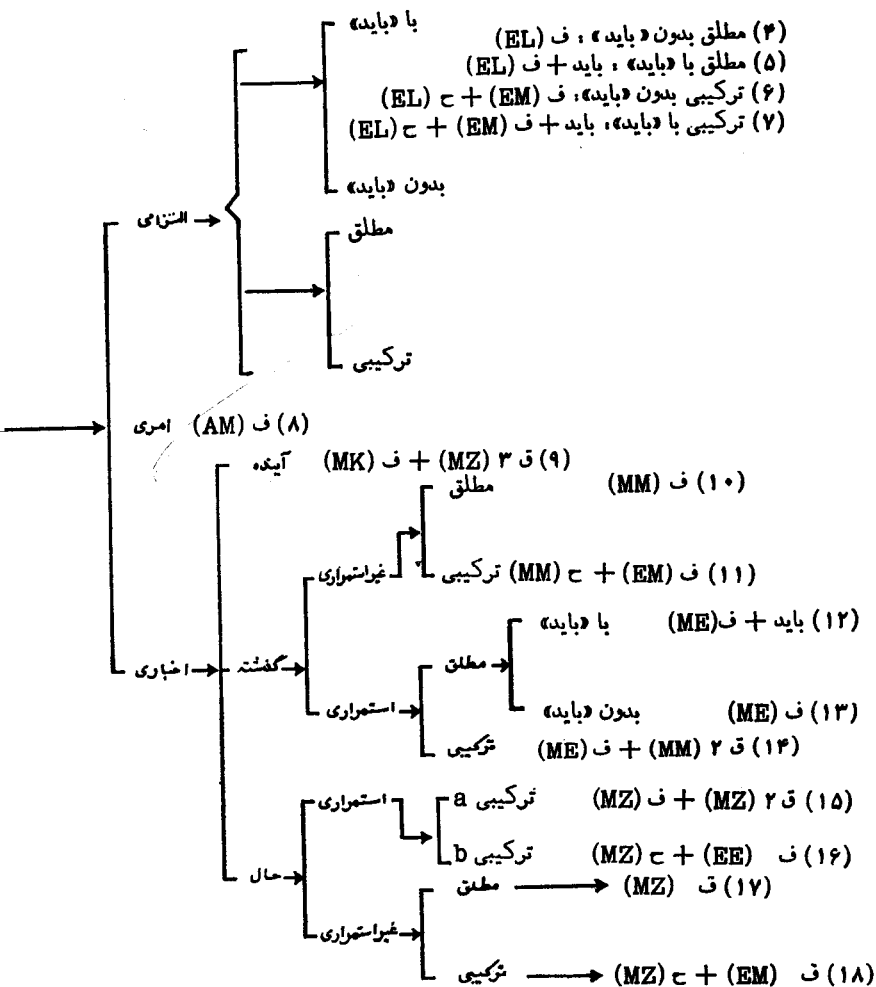 با «باید»
(۴) مطلق بدون «باید»: ف (EL)
(۵) مطلق با «باید»: باید + ف (EL)
(۶) ترکیبی بدون «باید»: ف (EM) + ح (EL)
(۷) ترکیبی با «باید»: باید + ف (EM) + ح (EL)
بدون «باید»
التزامی
مطلق
ترکیبی
امری (۸) ف (AM)
آینده (۹) ق ۳ (MZ) + ف (MK)
مطلق (۱۰) ف (MM)
غیراستمراری
ترکیبی (۱۱) ف (EM) + ح (MM)
با «باید» (۱۲) باید + ف (ME)
اخباری گذشته مطلق
استمراری
بدون «باید» (۱۳) ف (ME)
ترکیبی (۱۴) ق ۲ (MM) + ف (ME)
استمراری ترکیبی a (۱۵) ق ۲ (MZ) + ف (MZ)
ترکیبی b (۱۶) ف (EE) + ح (MZ)
حال
مطلق (۱۷) ق (MZ)
غیراستمراری
ترکیبی (۱۸) ف (EM) + ح (MZ)